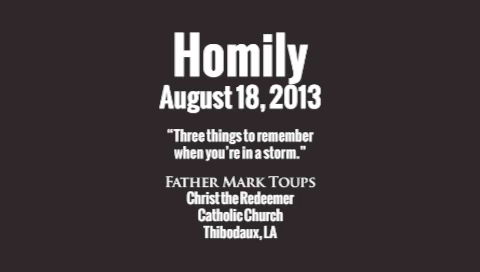 Homily
August 18, 2013
“Three things to remember
when you’re in a storm.”
Father Mark Toups
Christ the Redeemer
Catholic Church
Thibodaux, LA